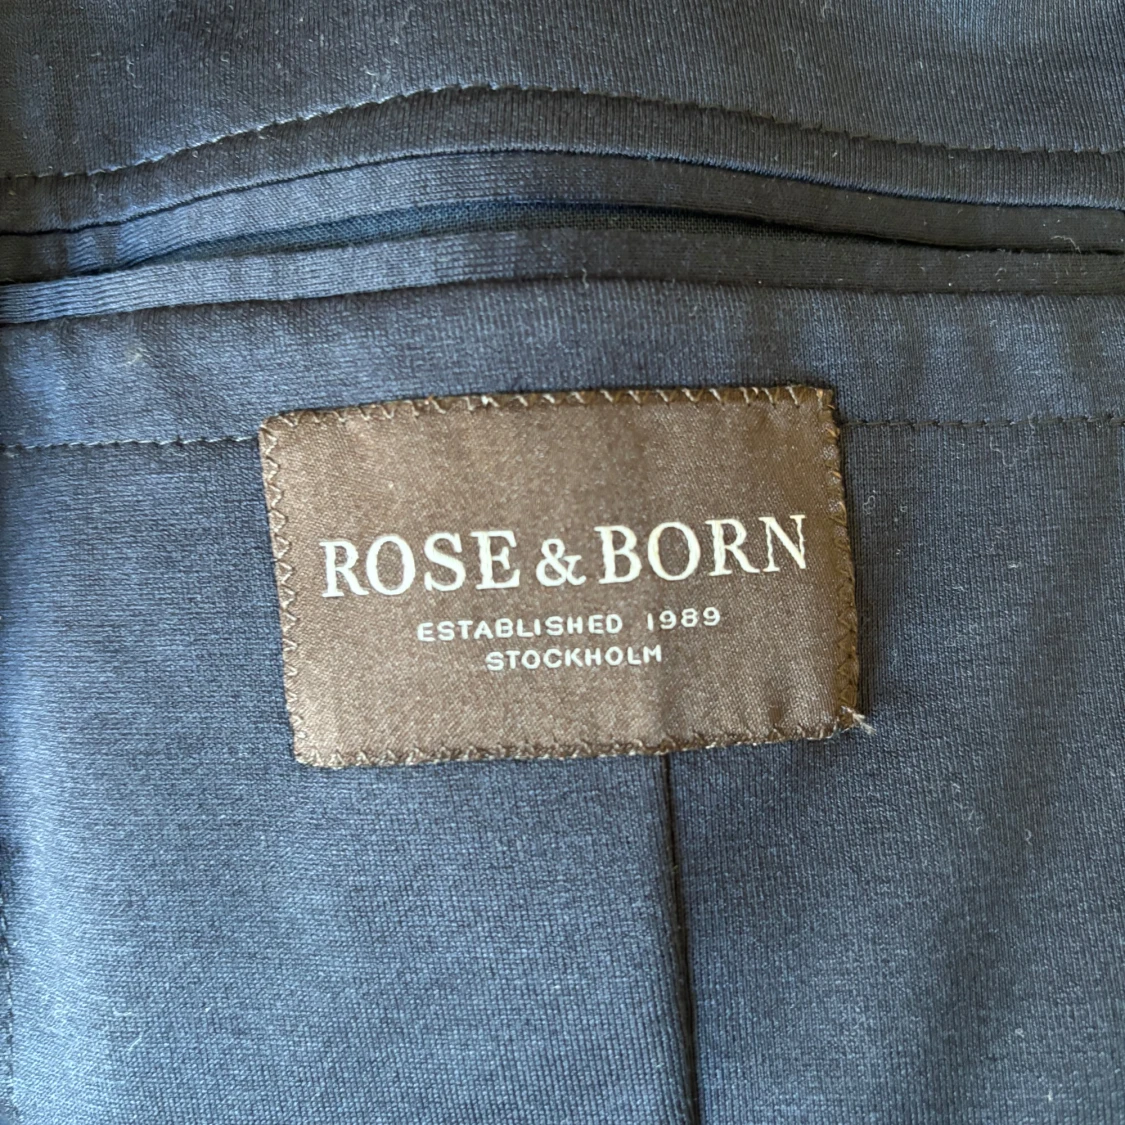 ROSE & BORN
ESTABLISHED 1989
STOCKHOLM